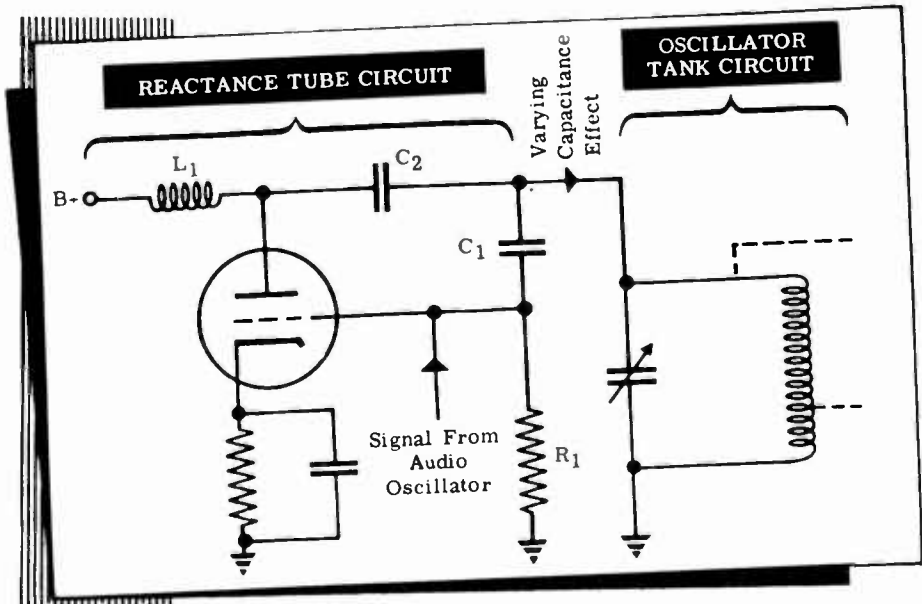 REACTANCE TUBE CIRCUIT
OSCILLATOR
TANK CIRCUIT
Varying
Capacitance
Effect
B+
L1
C2
C1
Signal From
Audio
Oscillator
R1